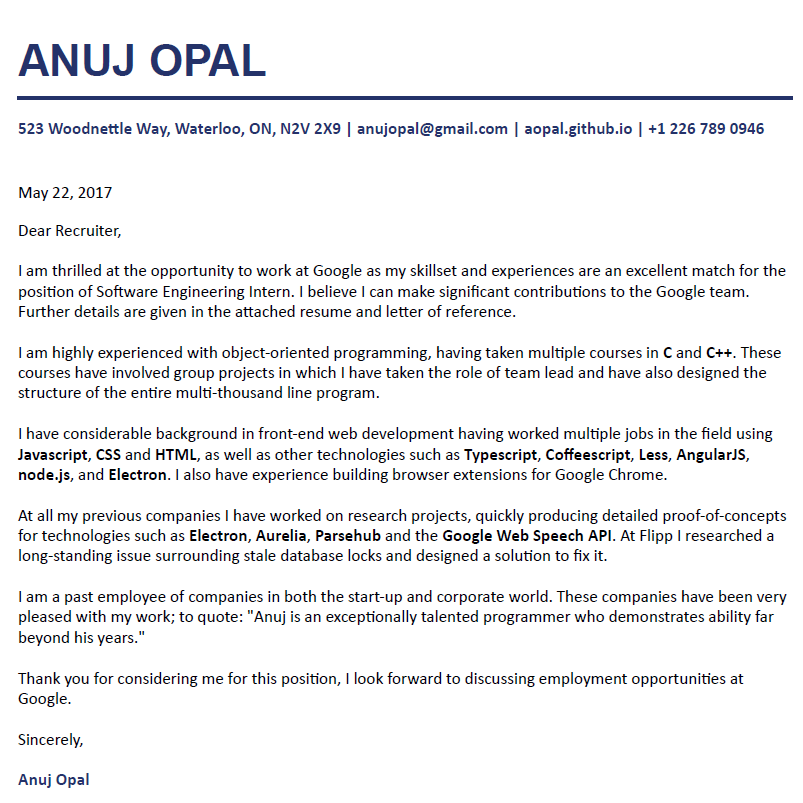 ANUJ OPAL
523 Woodnettle Way, Waterloo, ON, N2V 2X9 | anujopal@gmail.com | aopal.github.io | +1 226 789 0946
May 22, 2017
Dear Recruiter,
I am thrilled at the opportunity to work at Google as my skillset and experiences are an excellent match for the
position of Software Engineering Intern. I believe I can make significant contributions to the Google team.
Further details are given in the attached resume and letter of reference.
I am highly experienced with object-oriented programming, having taken multiple courses in C and C++. These
courses have involved group projects in which I have taken the role of team lead and have also designed the
structure of the entire multi-thousand line program.
I have considerable background in front-end web development having worked multiple jobs in the field using
Javascript, CSS and HTML, as well as other technologies such as Typescript, Coffeescript, Less, AngularJS,
node.js, and Electron. I also have experience building browser extensions for Google Chrome.
At all my previous companies I have worked on research projects, quickly producing detailed proof-of-concepts
for technologies such as Electron, Aurelia, Parsehub and the Google Web Speech API. At Flipp I researched a
long-standing issue surrounding stale database locks and designed a solution to fix it.
I am a past employee of companies in both the start-up and corporate world. These companies have been very
pleased with my work; to quote: "Anuj is an exceptionally talented programmer who demonstrates ability far
beyond his years."
Thank you for considering me for this position, I look forward to discussing employment opportunities at
Google.
Sincerely,
Anuj Opal